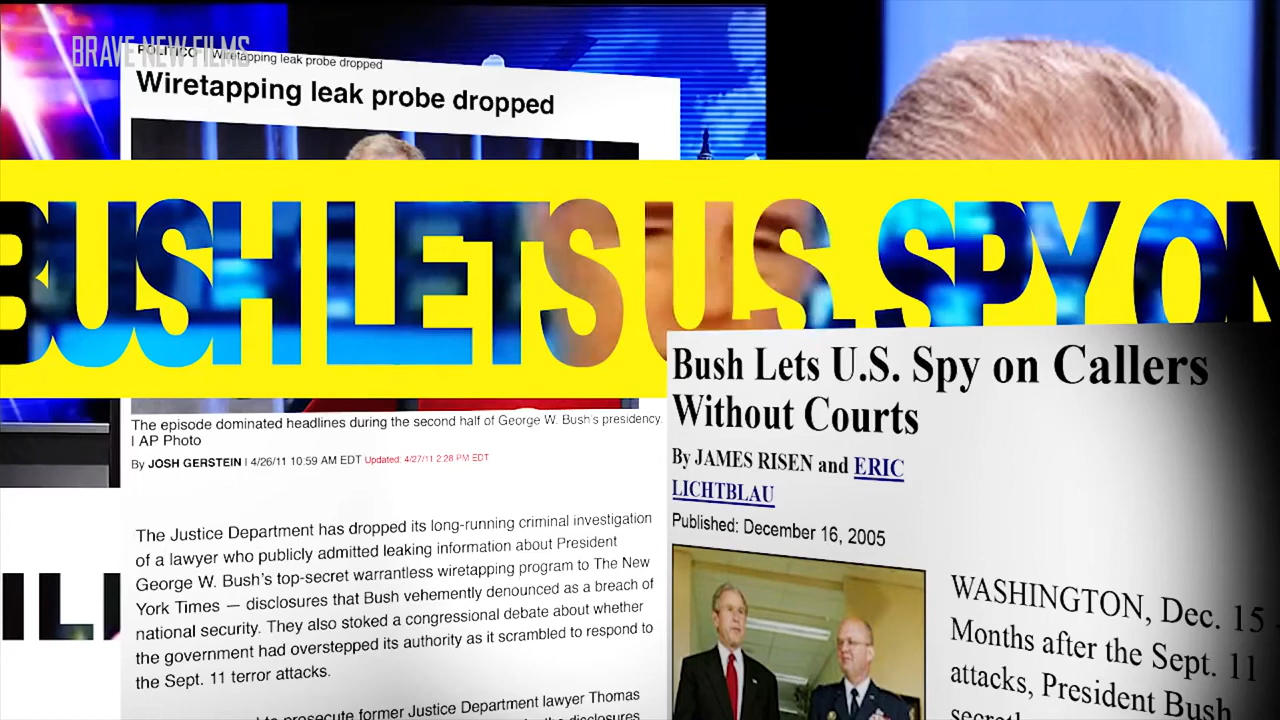 BRAVE NEW FILMS
Wiretapping leak probe dropped
Wiretapping leak probe dropped
BUSH LETS U.S. SPY ON
The episode dominated headlines during the second half of George W. Bush's presidency.
| AP Photo
By JOSH GERSTEIN | 4/26/11 10:59 AM EDT Updated: 4/27/11 2:28 PM EDT
The Justice Department has dropped its long-running criminal investigation
of a lawyer who publicly admitted leaking information about President
George W. Bush's top-secret warrantless wiretapping program to The New
York Times — disclosures that Bush vehemently denounced as a breach of
national security. They also stoked a congressional debate about whether
the government had overstepped its authority as it scrambled to respond to
the Sept. 11 terror attacks.
to prosecute former Justice Department lawyer Thomas
the disclosures
Bush Lets U.S. Spy on Callers
Without Courts
By JAMES RISEN and ERIC
LICHTBLAU
Published: December 16, 2005
WASHINGTON, Dec. 15
Months after the Sept. 11
attacks, President Bush